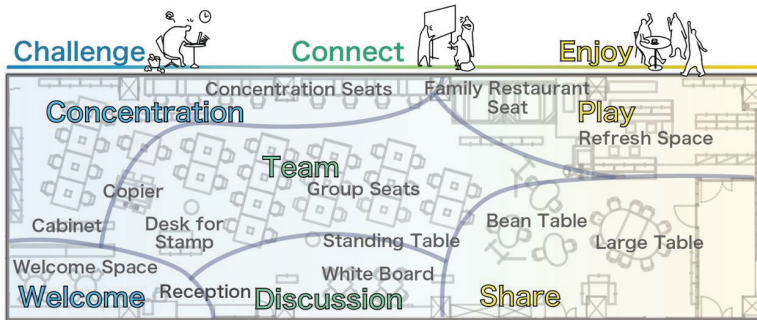 Challenge
Connect
Enjoy
Concentration Seats
Family Restaurant
Seat
Concentration
Play
Refresh Space
Team
Group Seats
Copier
Cabinet
Desk for
Stamp
Bean Table
Standing Table
Large Table
Welcome Space
White Board
Welcome
Reception
Discussion
Share